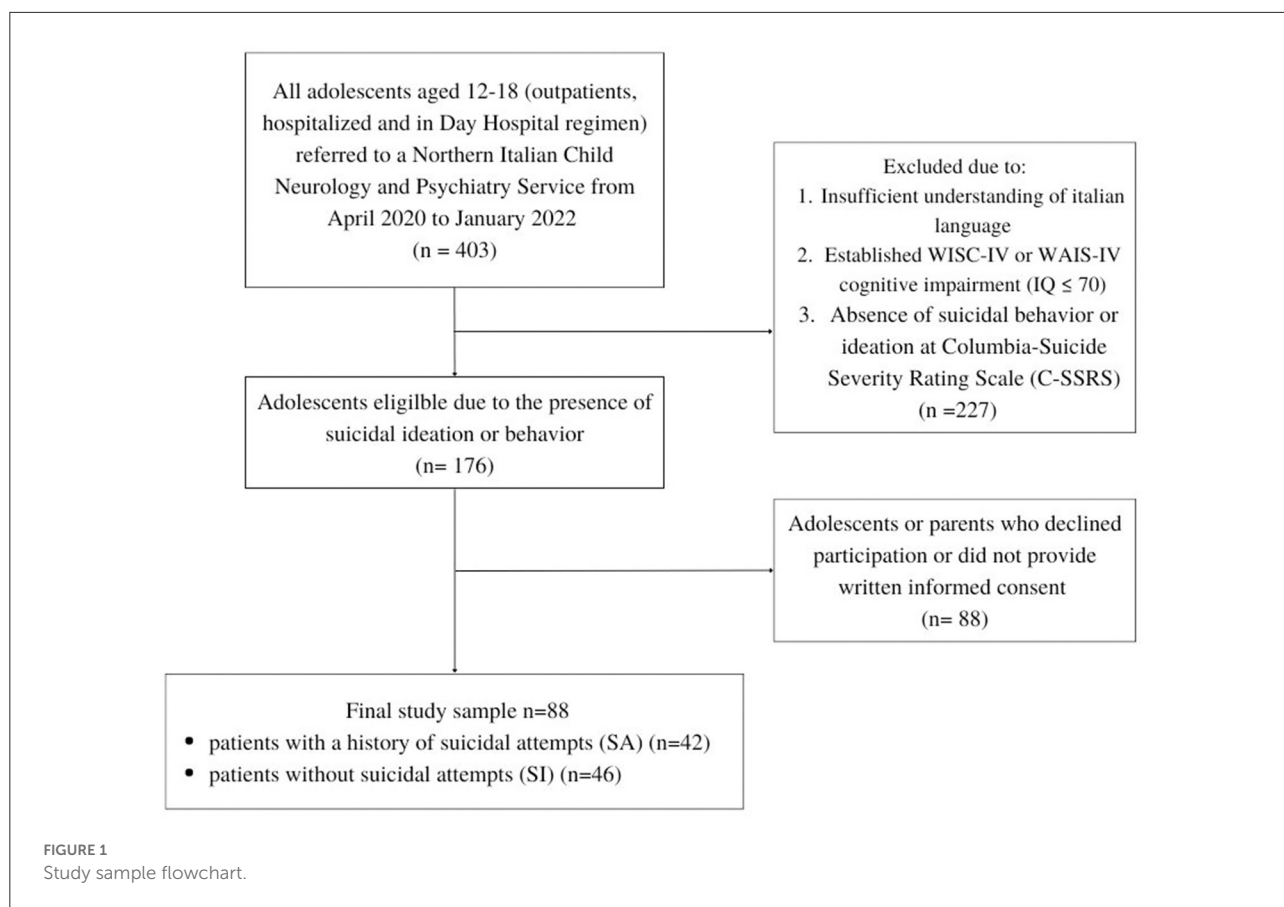 All adolescents aged 12-18 (outpatients,
hospitalized and in Day Hospital regimen)
referred to a Northern Italian Child
Neurology and Psychiatry Service from
April 2020 to January 2022
(n = 403)
Excluded due to:
1. Insufficient understanding of italian
language
2. Established WISC-IV or WAIS-IV
cognitive impairment (IQ ≤ 70)
3. Absence of suicidal behavior or
ideation at Columbia-Suicide
Severity Rating Scale (C-SSRS)
(n =227)
Adolescents eligilble due to the presence of
suicidal ideation or behavior
(n= 176)
Adolescents or parents who declined
participation or did not provide
written informed consent
(n= 88)
Final study sample n=88
• patients with a history of suicidal attempts (SA) (n=42)
• patients without suicidal attempts (SI) (n=46)
FIGURE 1
Study sample flowchart.